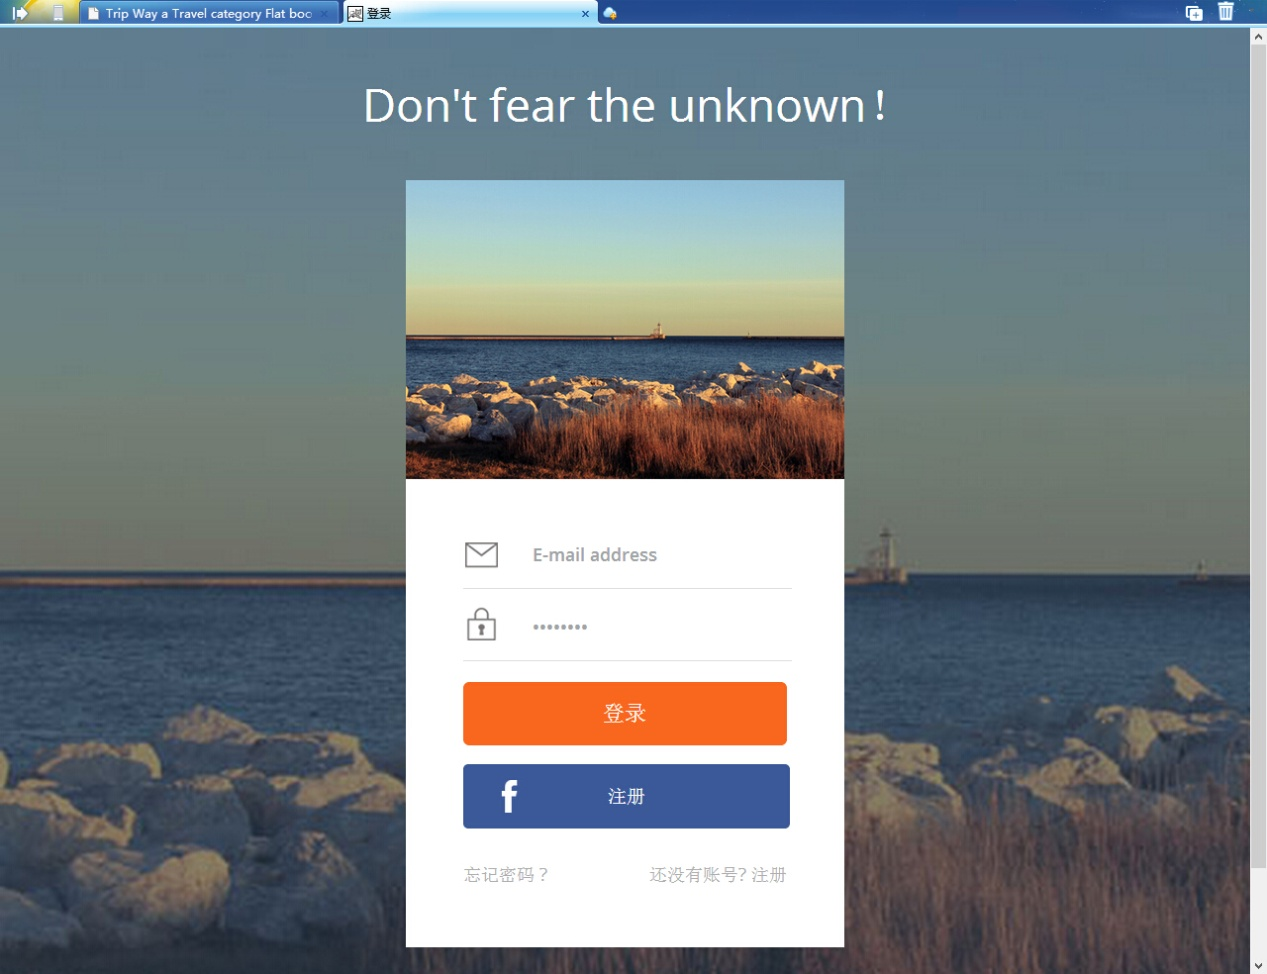 Trip Way a Travel category Flat boo
登录
Don't fear the unknown!
E-mail address
登录
f 注册
忘记密码？
还没有账号? 注册